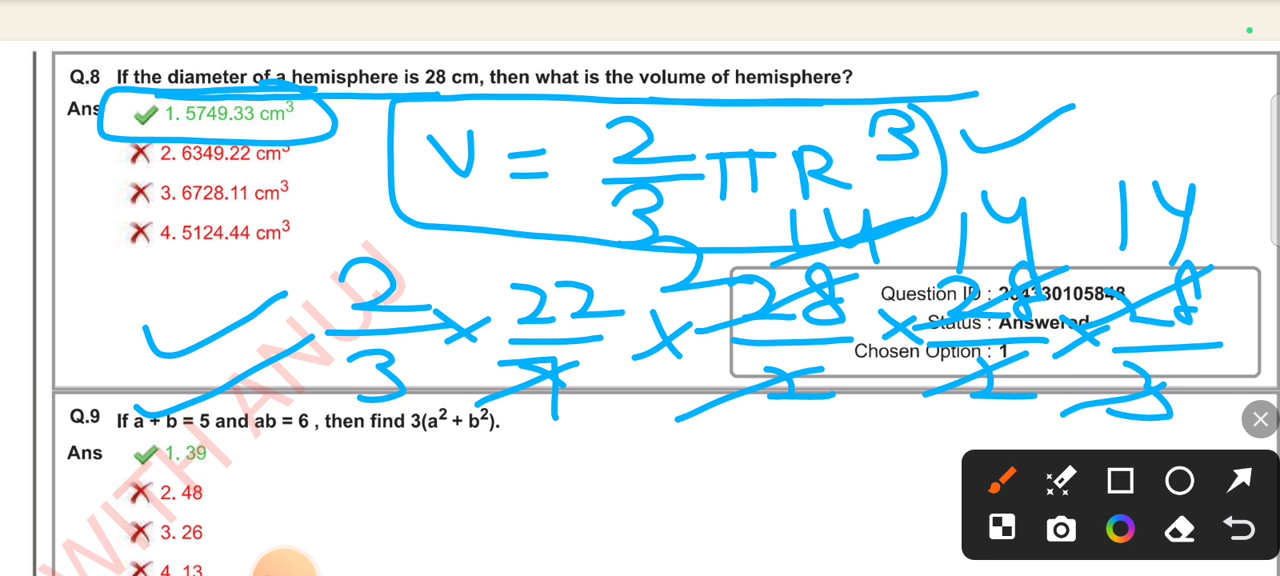 Q.8 If the diameter of a hemisphere is 28 cm, then what is the volume of hemisphere?
Ans 1. 5749.33 cm³
2. 6349.22 cm³
3. 6728.11 cm³
4. 5124.44 cm³
V = 2/3 π R³
14 14 14
2/3 × 22/7 × 28/2 × 28/2 × 28/2
Question ID : 264330105848
Status : Answered
Chosen Option : 1
Q.9 If a + b = 5 and ab = 6 , then find 3(a² + b²).
Ans 1. 39
2. 48
3. 26
4. 13
WITH ANUJ